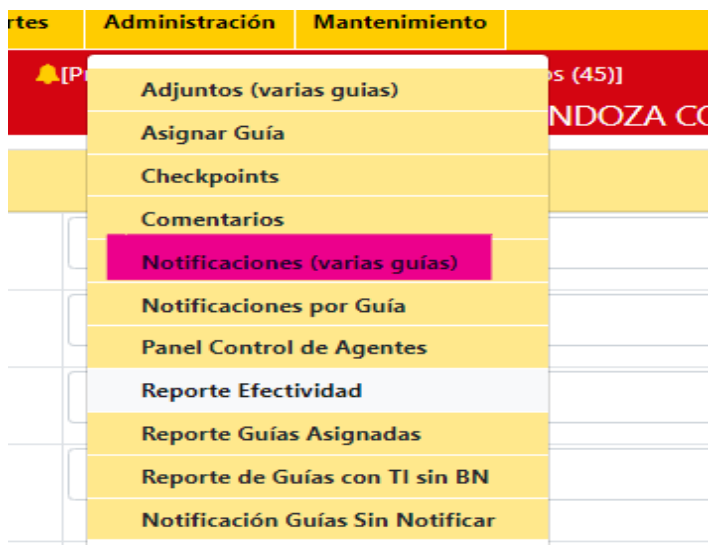 rtes Administración Mantenimiento
[P os (45)]
NDOZA CO
Adjuntos (varias guias)
Asignar Guía
Checkpoints
Comentarios
Notificaciones (varias guías)
Notificaciones por Guía
Panel Control de Agentes
Reporte Efectividad
Reporte Guías Asignadas
Reporte de Guías con TI sin BN
Notificación Guías Sin Notificar